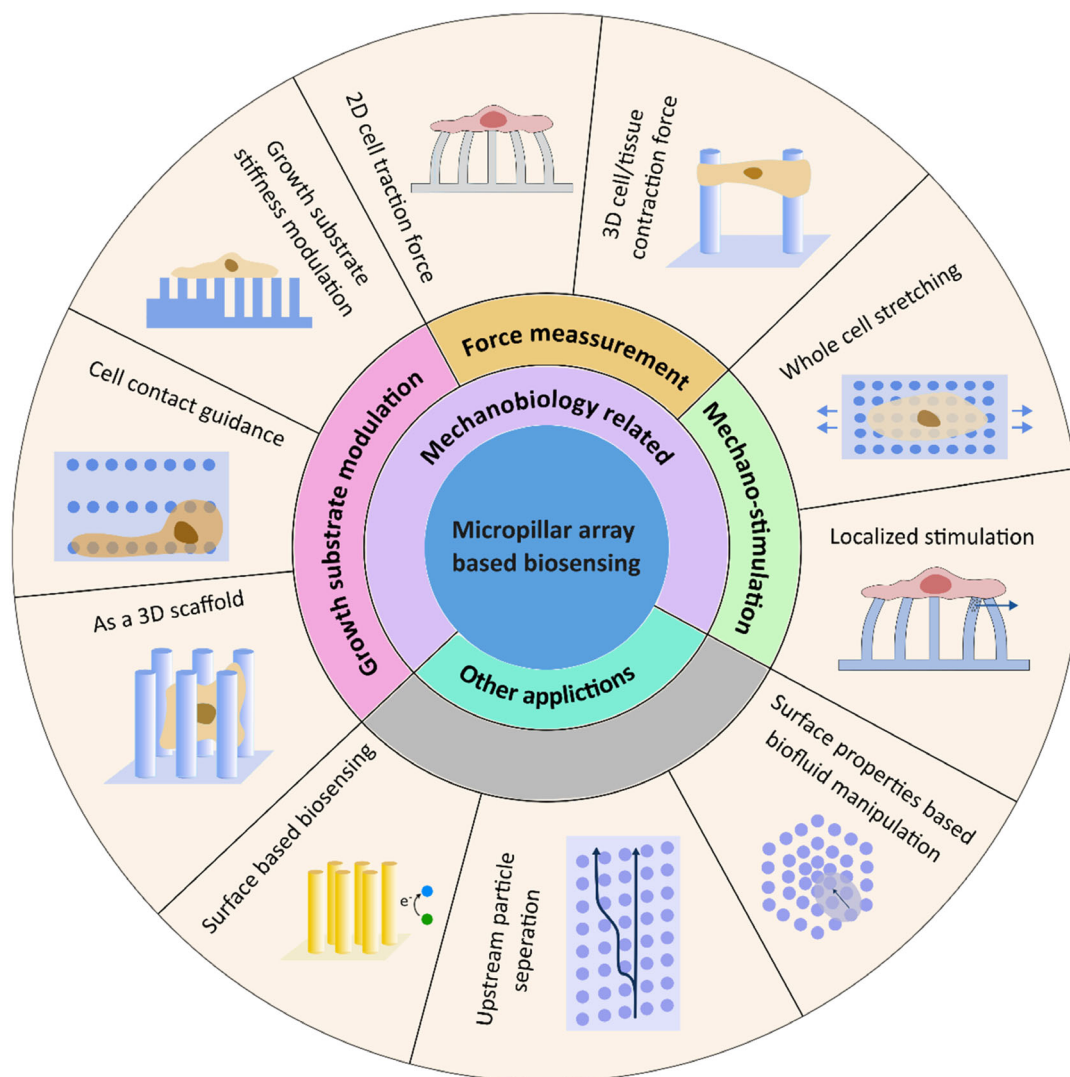 Micropillar array
based biosensing
Mechanobiology related
Other applictions
Force meassurement
Mechano-stimulation
Growth substrate modulation
2D cell traction force
3D cell/tissue
contraction force
Whole cell stretching
Localized stimulation
Surface properties based
biofluid manipulation
Upstream particle
seperation
Surface based biosensing
e-
As a 3D scaffold
Cell contact guidance
Growth substrate
stiffness modulation